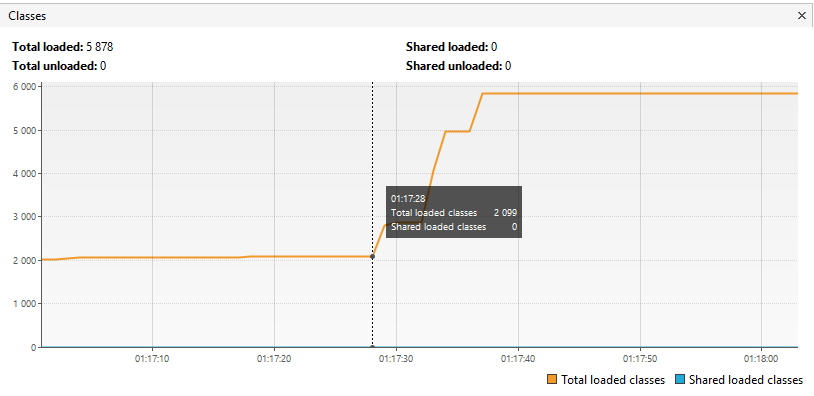 Classes
Total loaded: 5 878 Shared loaded: 0
Total unloaded: 0 Shared unloaded: 0
6 000
5 000
4 000
3 000
2 000
1 000
0
01:17:28
Total loaded classes 2 099
Shared loaded classes 0
01:17:10 01:17:20 01:17:30 01:17:40 01:17:50 01:18:00
Total loaded classes Shared loaded classes